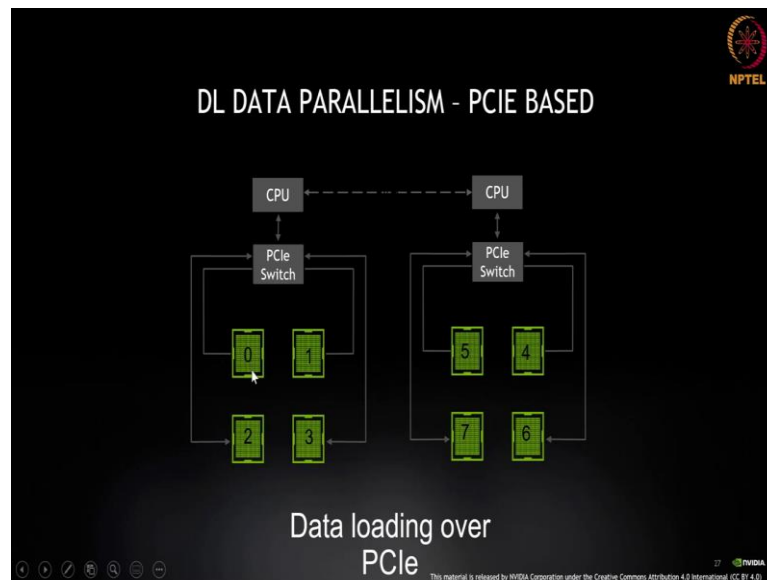 NPTEL
DL DATA PARALLELISM - PCIE BASED
CPU
CPU
PCIe
Switch
PCIe
Switch
0
1
5
4
2
3
7
6
Data loading over
PCIe
27
NVIDIA.
This material is released by NVIDIA Corporation under the Creative Commons Attribution 4.0 International (CC BY 4.0)